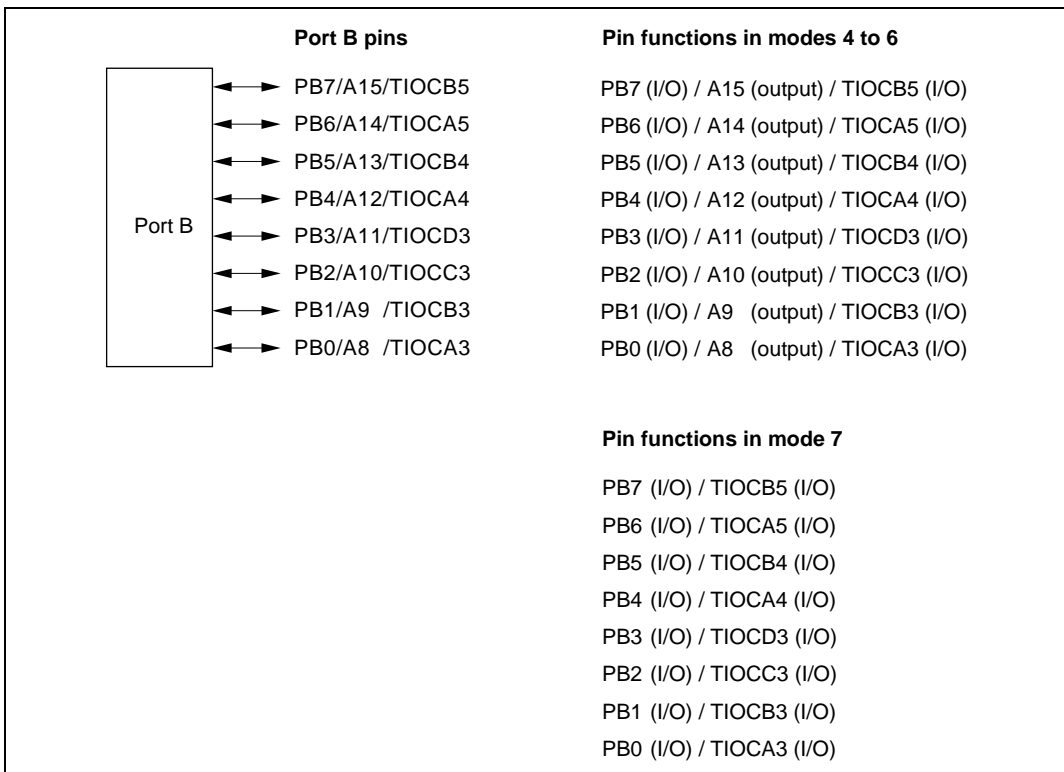 Port B pins
Pin functions in modes 4 to 6
Port B
PB7/A15/TIOCB5
PB7 (I/O) / A15 (output) / TIOCB5 (I/O)
PB6/A14/TIOCA5
PB6 (I/O) / A14 (output) / TIOCA5 (I/O)
PB5/A13/TIOCB4
PB5 (I/O) / A13 (output) / TIOCB4 (I/O)
PB4/A12/TIOCA4
PB4 (I/O) / A12 (output) / TIOCA4 (I/O)
PB3/A11/TIOCD3
PB3 (I/O) / A11 (output) / TIOCD3 (I/O)
PB2/A10/TIOCC3
PB2 (I/O) / A10 (output) / TIOCC3 (I/O)
PB1/A9 /TIOCB3
PB1 (I/O) / A9 (output) / TIOCB3 (I/O)
PB0/A8 /TIOCA3
PB0 (I/O) / A8 (output) / TIOCA3 (I/O)
Pin functions in mode 7
PB7 (I/O) / TIOCB5 (I/O)
PB6 (I/O) / TIOCA5 (I/O)
PB5 (I/O) / TIOCB4 (I/O)
PB4 (I/O) / TIOCA4 (I/O)
PB3 (I/O) / TIOCD3 (I/O)
PB2 (I/O) / TIOCC3 (I/O)
PB1 (I/O) / TIOCB3 (I/O)
PB0 (I/O) / TIOCA3 (I/O)